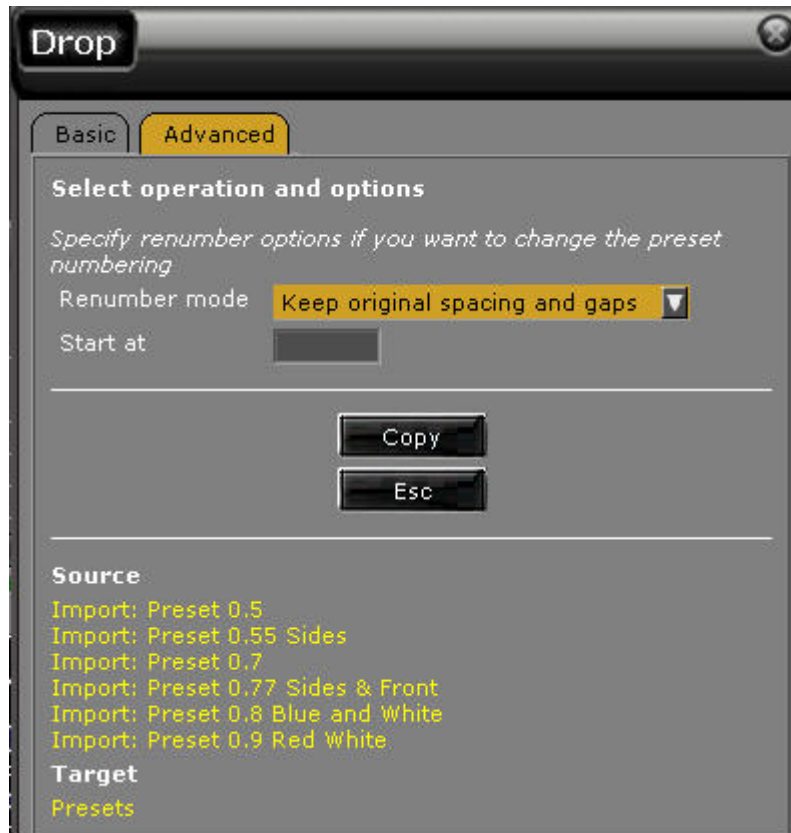 Drop
Basic Advanced
Select operation and options
Specify renumber options if you want to change the preset
numbering
Renumber mode Keep original spacing and gaps
Start at
Copy
Esc
Source
Import: Preset 0.5
Import: Preset 0.55 Sides
Import: Preset 0.7
Import: Preset 0.77 Sides & Front
Import: Preset 0.8 Blue and White
Import: Preset 0.9 Red White
Target
Presets